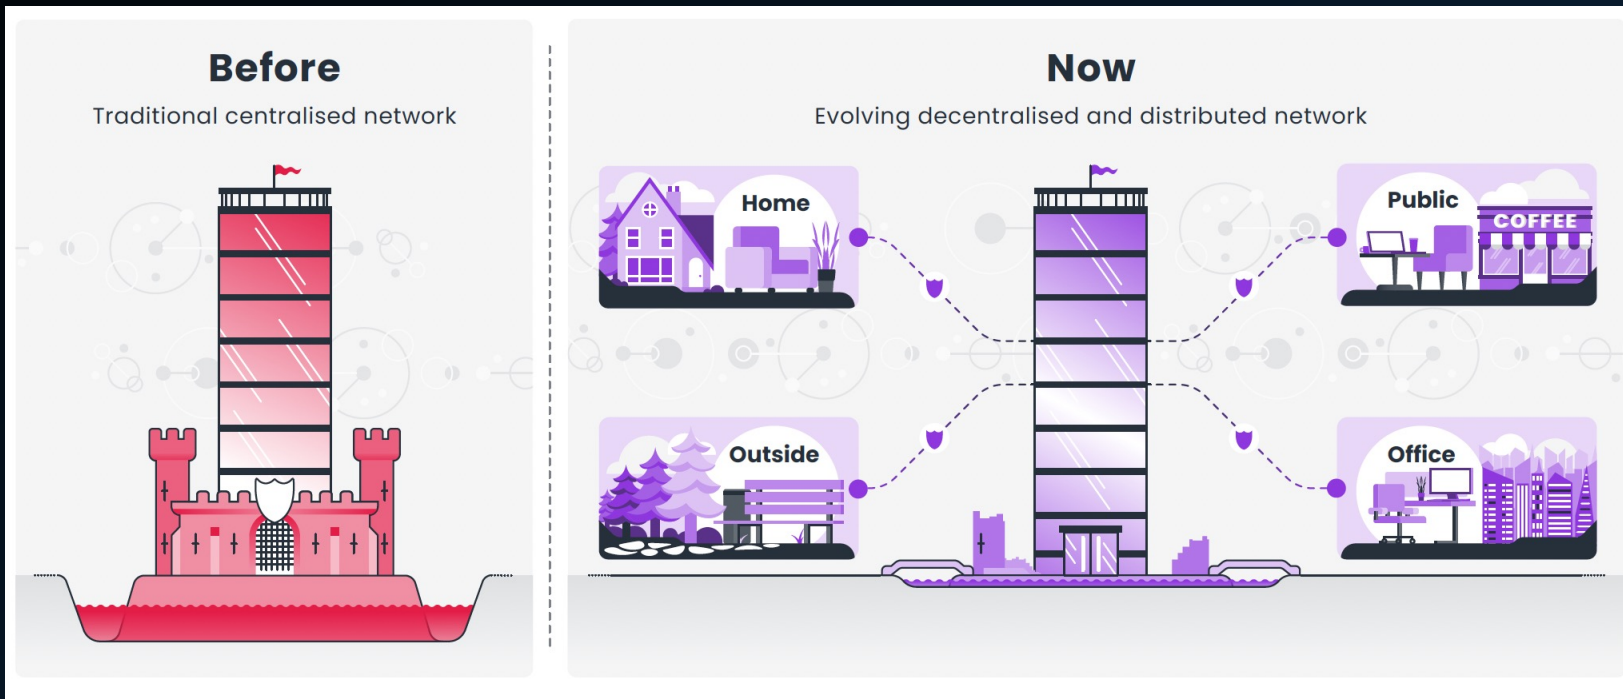 Before
Traditional centralised network
Now
Evolving decentralised and distributed network
Home
Public
COFFEE
Outside
Office